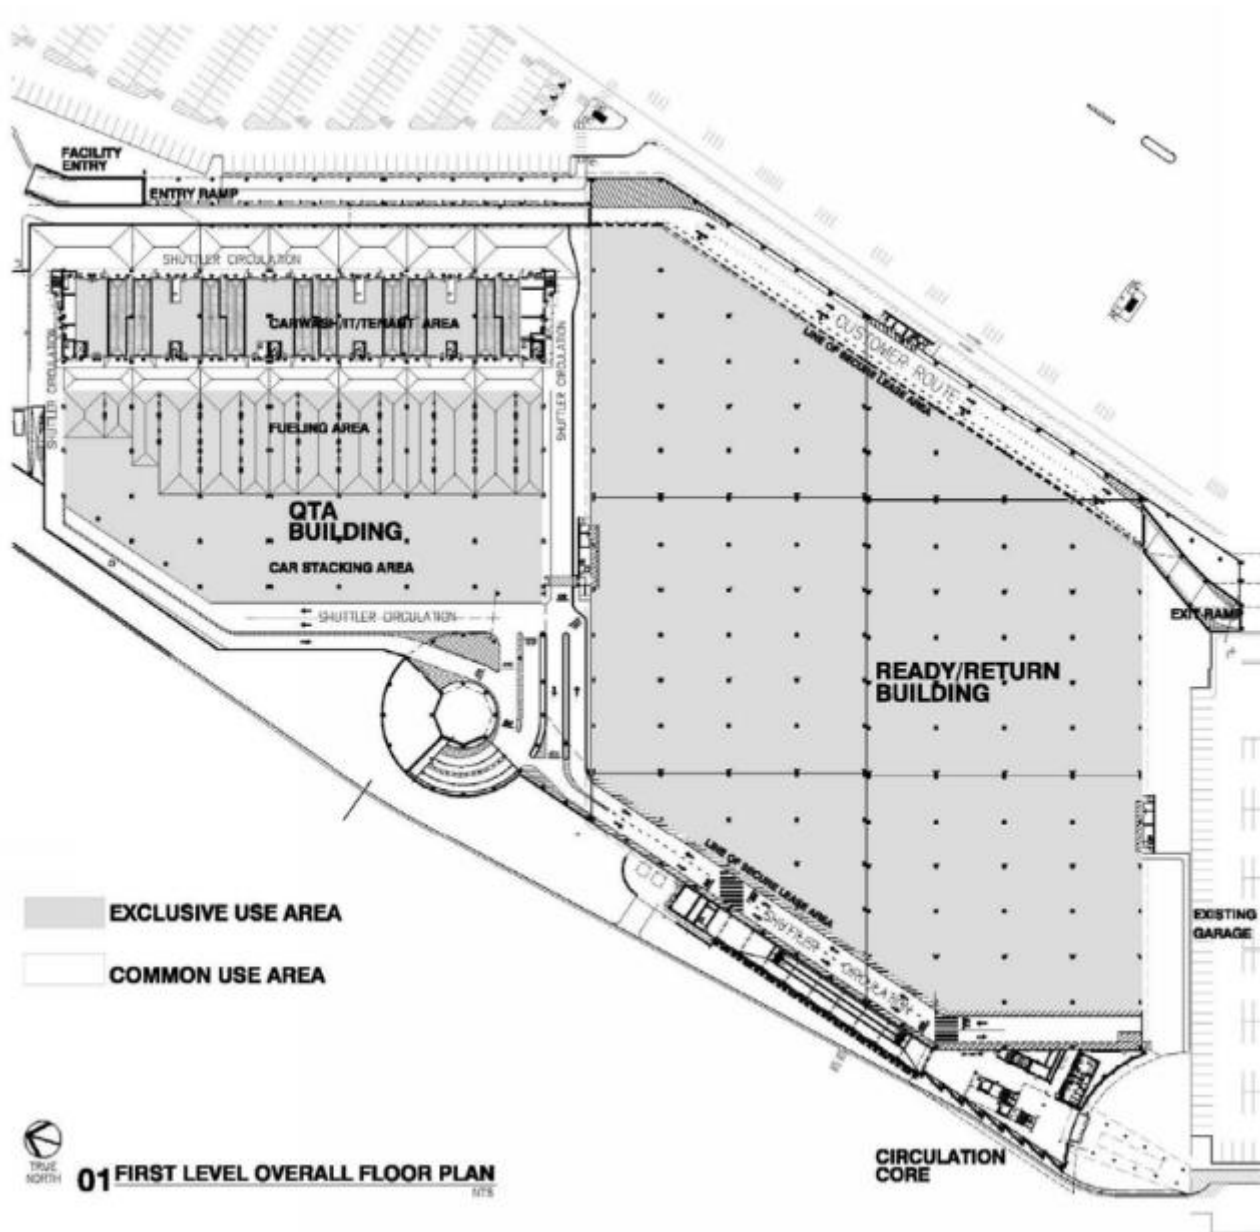 FACILITY
ENTRY
ENTRY RAMP
SHUTTLER CIRCULATION
CARWASH/IT/TENANT AREA
SHUTTLER CIRCULATION
SHUTTLER CIRCULATION
FUELING AREA
QTA
BUILDING
CAR STACKING AREA
SHUTTLER CIRCULATION
CUSTOMER ROUTE
LINE OF SECURE LEASE AREA
EXIT RAMP
READY/RETURN
BUILDING
LINE OF SECURE LEASE AREA
SHUTTLER CIRCULATION
EXISTING
GARAGE
EXCLUSIVE USE AREA
COMMON USE AREA
CIRCULATION
CORE
TRUE
NORTH
01 FIRST LEVEL OVERALL FLOOR PLAN
NTS